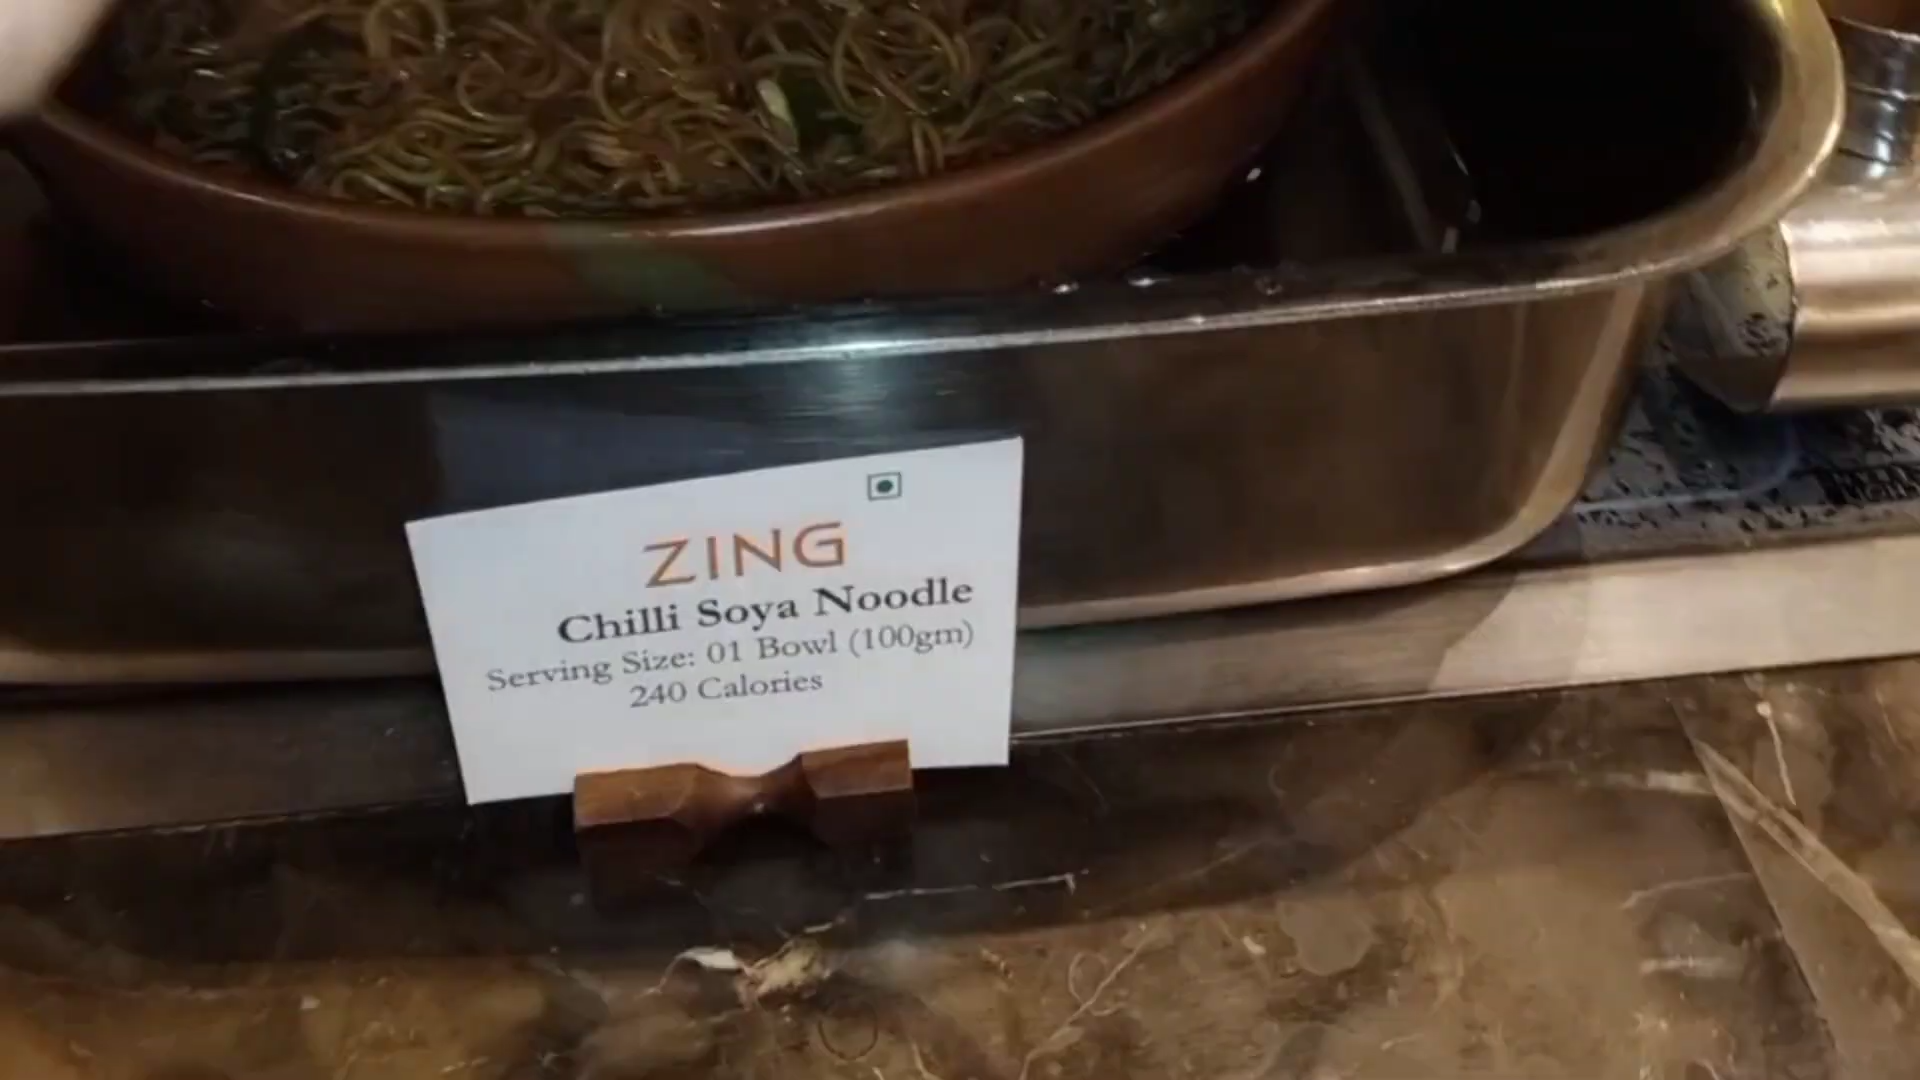 ZING
Chilli Soya Noodle
Serving Size: 01 Bowl (100gm)
240 Calories